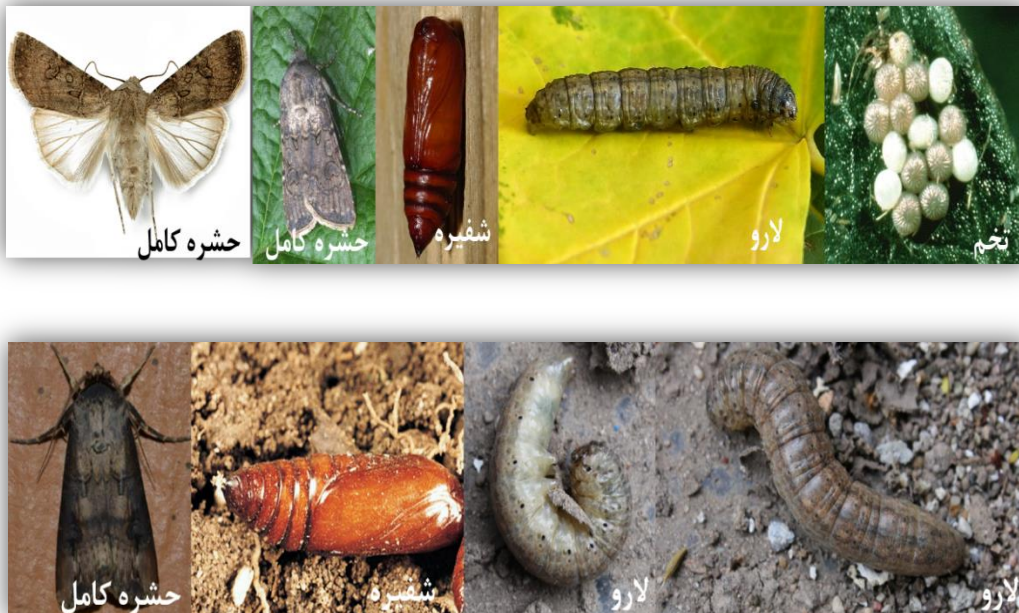 تخم
لارو
شفیره
حشره کامل
حشره کامل
لارو
لارو
شفیره
حشره کامل